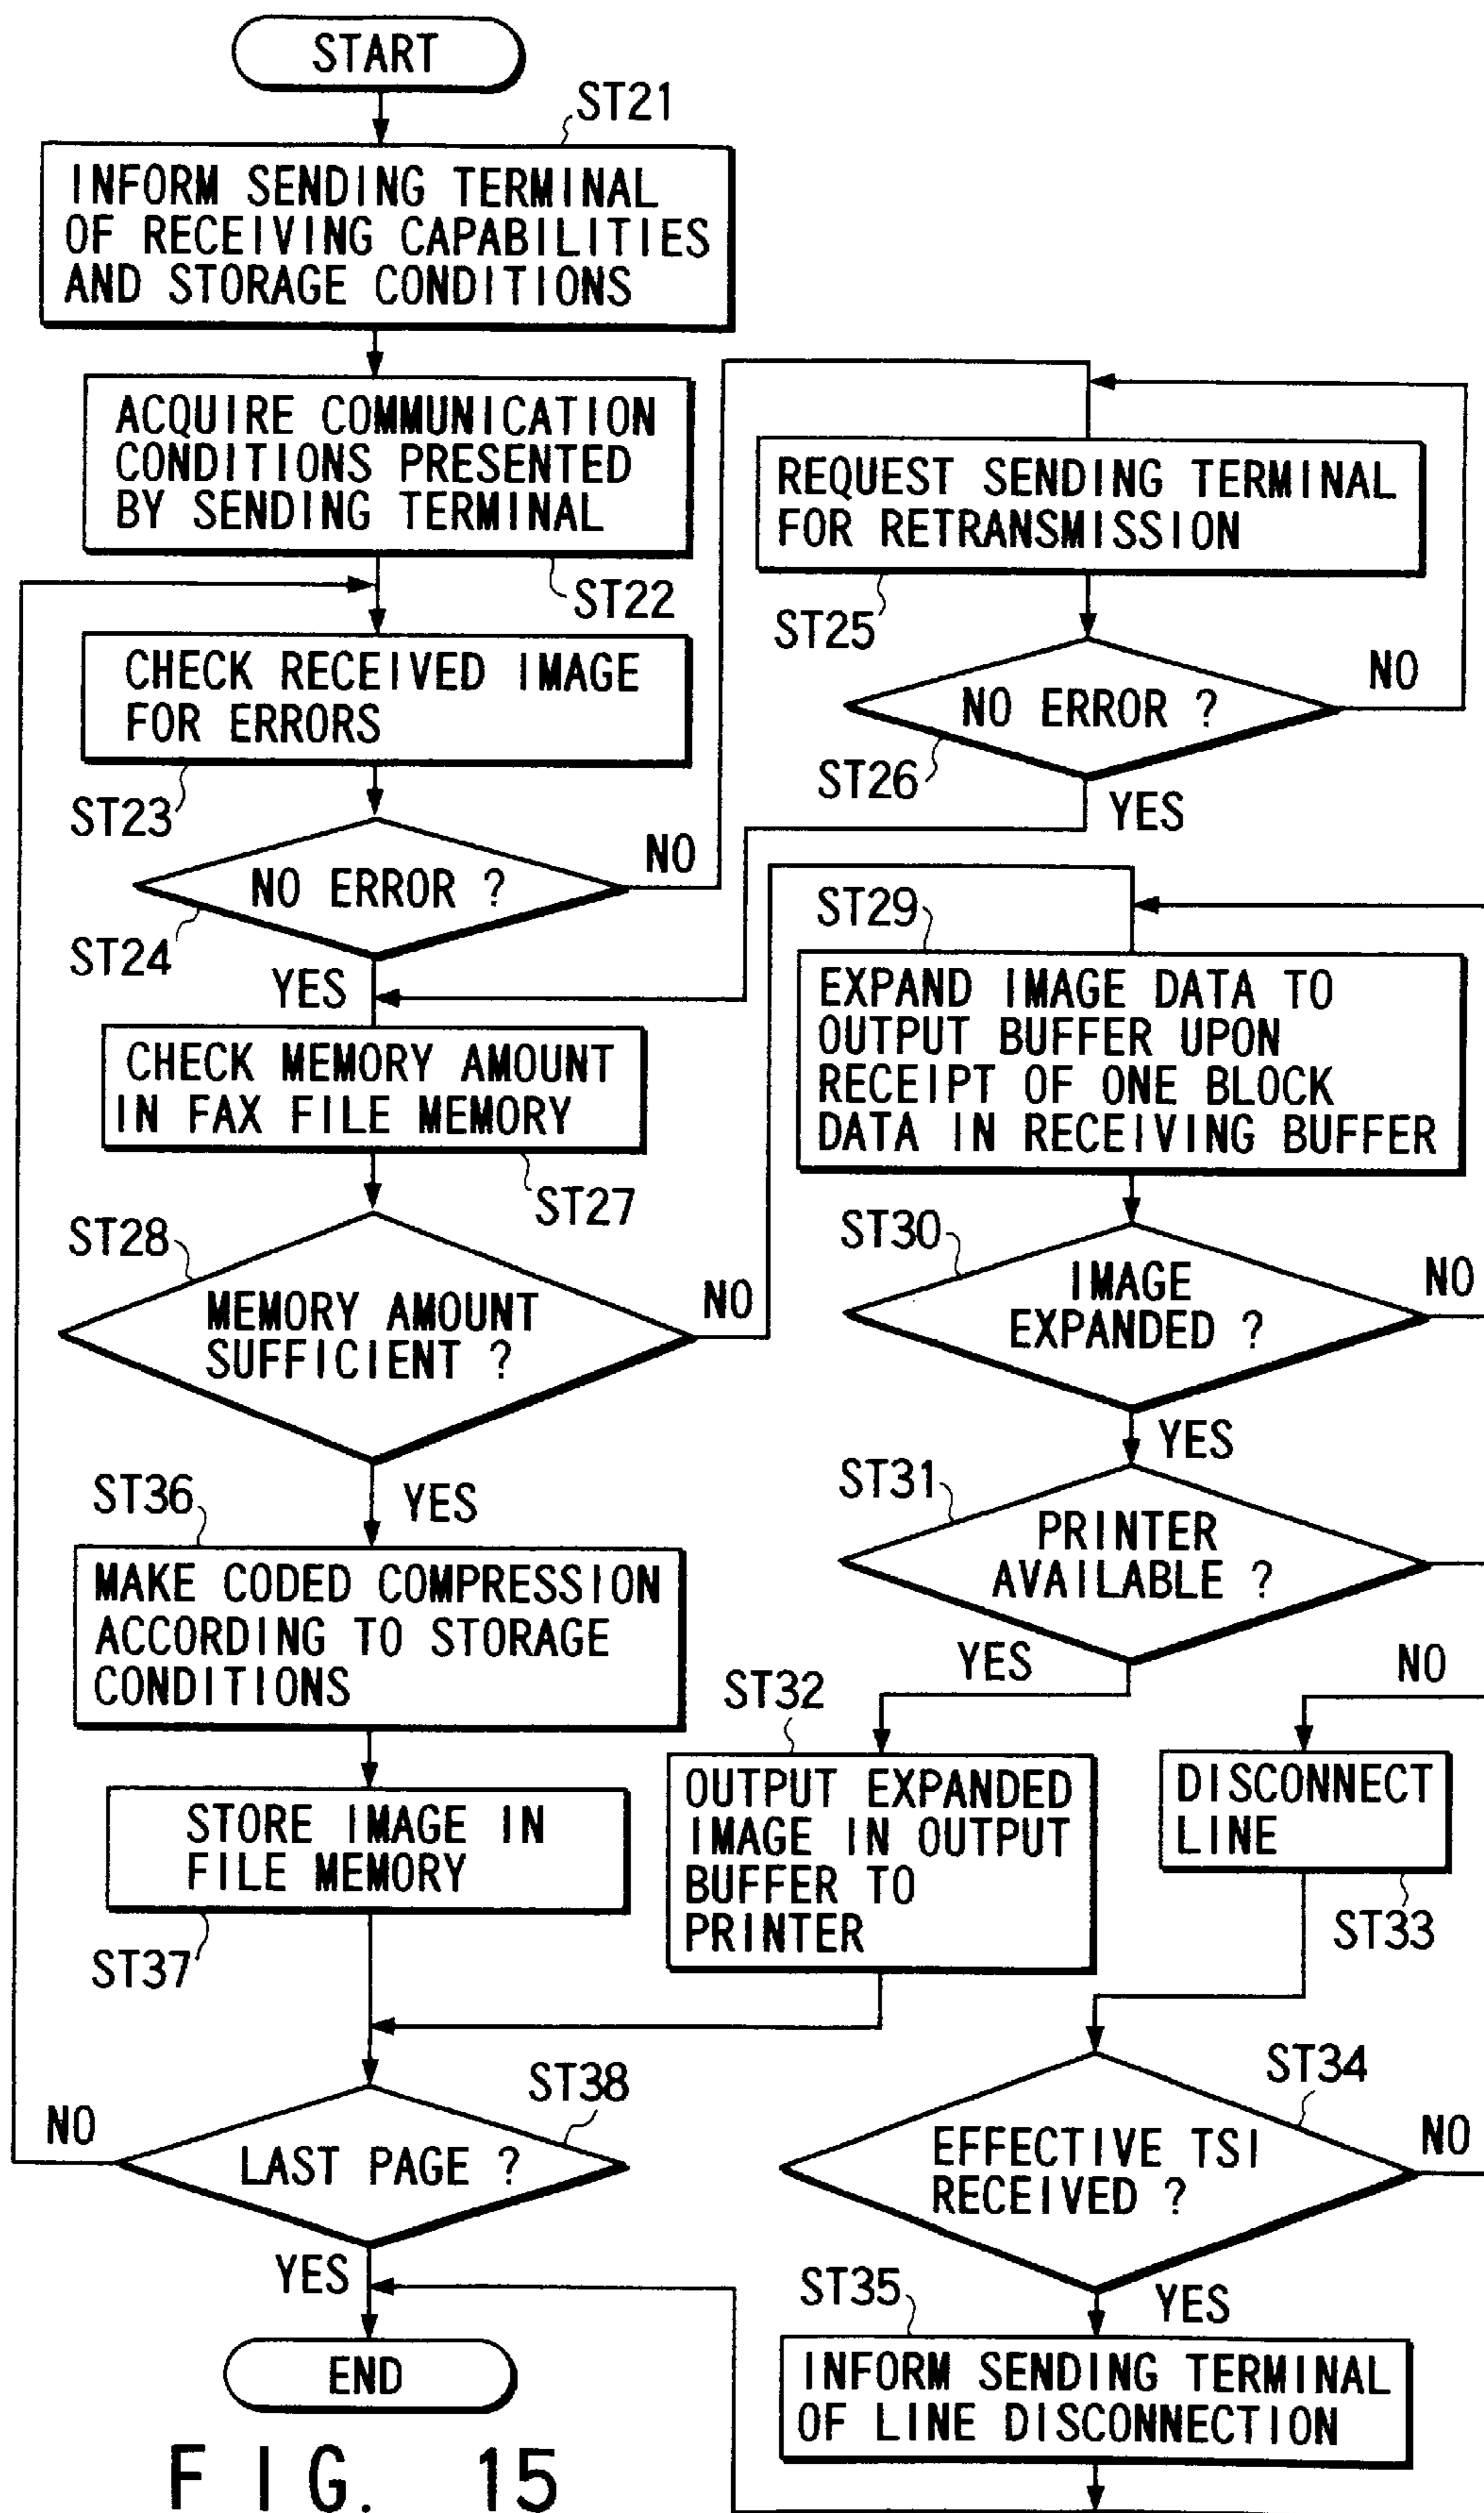 START
ST21
INFORM SENDING TERMINAL
OF RECEIVING CAPABILITIES
AND STORAGE CONDITIONS
ACQUIRE COMMUNICATION
CONDITIONS PRESENTED
BY SENDING TERMINAL
ST22
CHECK RECEIVED IMAGE
FOR ERRORS
ST23
NO ERROR ?
NO
ST24
YES
REQUEST SENDING TERMINAL
FOR RETRANSMISSION
ST25
NO ERROR ?
NO
ST26
YES
CHECK MEMORY AMOUNT
IN FAX FILE MEMORY
ST27
ST28
MEMORY AMOUNT
SUFFICIENT ?
NO
YES
ST29
EXPAND IMAGE DATA TO
OUTPUT BUFFER UPON
RECEIPT OF ONE BLOCK
DATA IN RECEIVING BUFFER
ST30
IMAGE
EXPANDED ?
NO
YES
ST31
PRINTER
AVAILABLE ?
YES
NO
ST32
OUTPUT EXPANDED
IMAGE IN OUTPUT
BUFFER TO
PRINTER
DISCONNECT
LINE
ST33
ST34
EFFECTIVE TSI
RECEIVED ?
NO
YES
ST35
INFORM SENDING TERMINAL
OF LINE DISCONNECTION
ST36
MAKE CODED COMPRESSION
ACCORDING TO STORAGE
CONDITIONS
STORE IMAGE IN
FILE MEMORY
ST37
ST38
LAST PAGE ?
NO
YES
END
FIG. 15